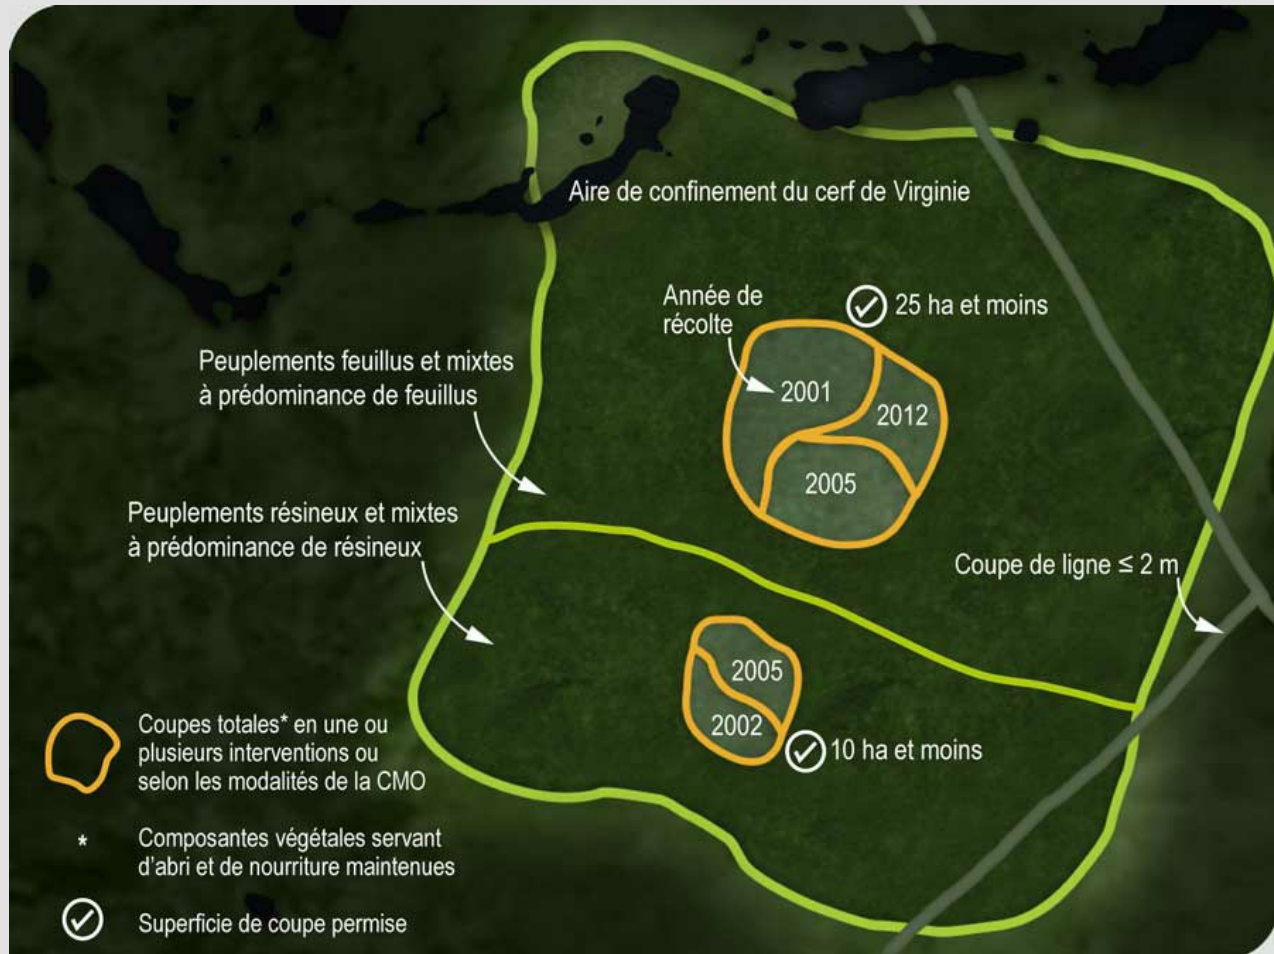 Aire de confinement du cerf de Virginie
Année de
récolte
25 ha et moins
Peuplements feuillus et mixtes
à prédominance de feuillus
2001
2012
2005
Peuplements résineux et mixtes
à prédominance de résineux
Coupe de ligne ≤ 2 m
2005
2002
10 ha et moins
Coupes totales* en une ou
plusieurs interventions ou
selon les modalités de la CMO
* Composantes végétales servant
d'abri et de nourriture maintenues
Superficie de coupe permise